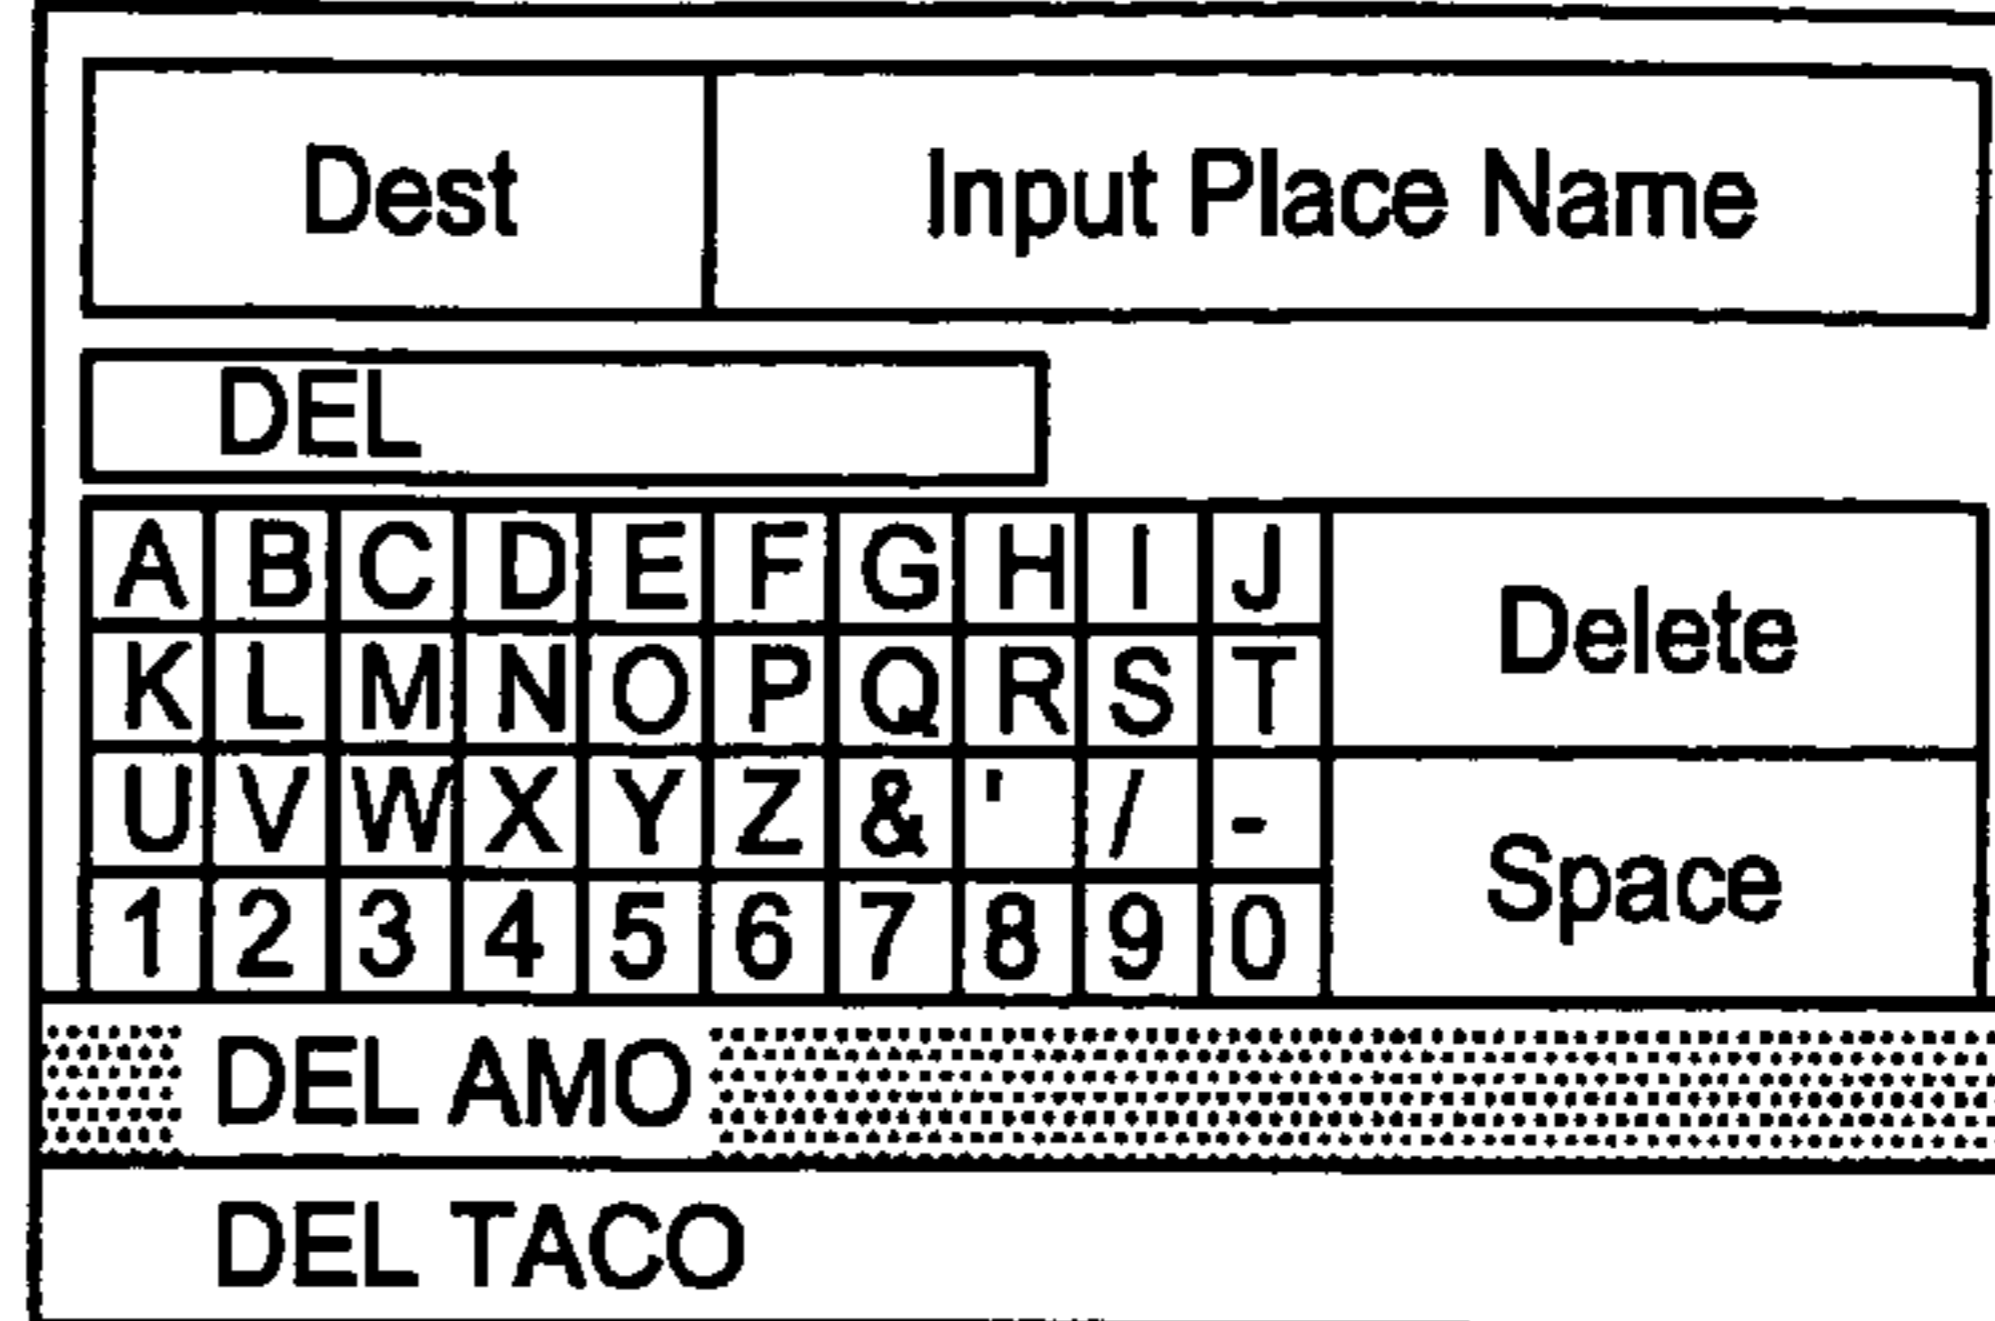 Dest Input Place Name
DEL
A B C D E F G H I J
Delete
K L M N O P Q R S T
U V W X Y Z & ' / -
Space
1 2 3 4 5 6 7 8 9 0
DEL AMO
DEL TACO